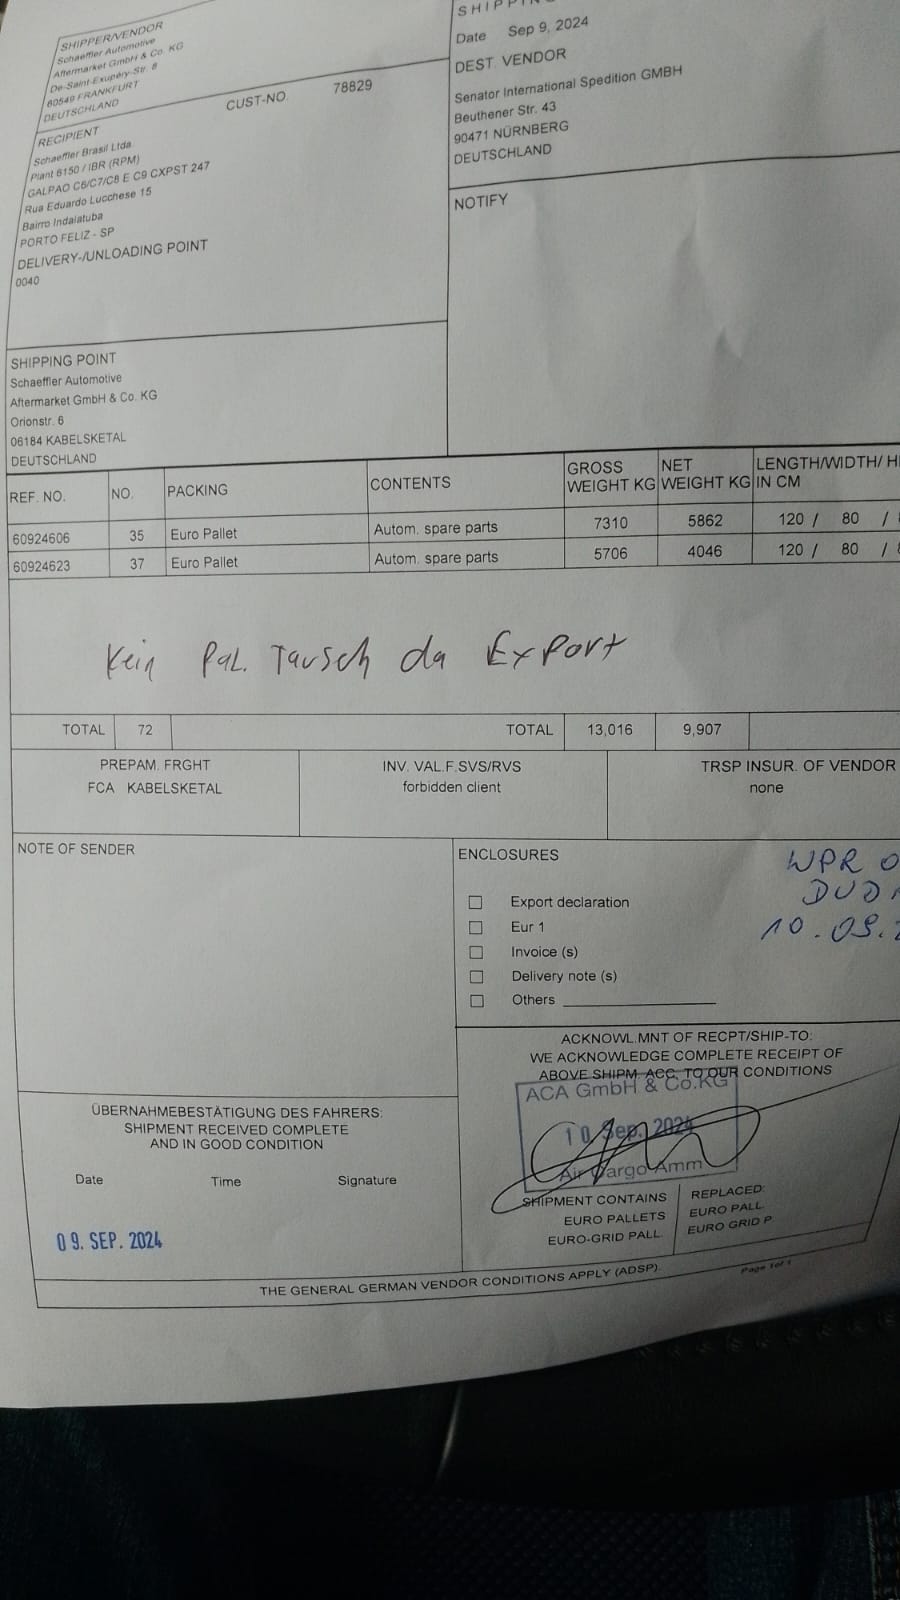 SHIPPER/VENDOR
Schaeffler Automotive
Aftermarket GmbH & Co. KG
De-Saint-Exupéry-Str. 8
60549 FRANKFURT
DEUTSCHLAND
CUST-NO. 78829
RECIPIENT
Schaeffler Brasil Ltda
Plant 6150 / IBR (RPM)
GALPAO C6/C7/C8 E C9 CXPST 247
Rua Eduardo Lucchese 15
Bairro Indaiatuba
PORTO FELIZ - SP
DELIVERY-/UNLOADING POINT
0040
Date Sep 9, 2024
DEST. VENDOR
Senator International Spedition GMBH
Beuthener Str. 43
90471 NÜRNBERG
DEUTSCHLAND
NOTIFY
SHIPPING POINT
Schaeffler Automotive
Aftermarket GmbH & Co. KG
Orionstr. 6
06184 KABELSKETAL
DEUTSCHLAND
REF. NO. NO. PACKING CONTENTS GROSS WEIGHT KG NET WEIGHT KG LENGTH/WIDTH/ IN CM
60924606 35 Euro Pallet Autom. spare parts 7310 5862 120 / 80 /
60924623 37 Euro Pallet Autom. spare parts 5706 4046 120 / 80 /
Kein Pal. Tausch da Export
TOTAL 72 TOTAL 13,016 9,907
PREPAM. FRGHT
FCA KABELSKETAL
INV. VAL.F.SVS/RVS
forbidden client
TRSP INSUR. OF VENDOR
none
NOTE OF SENDER
ENCLOSURES
Export declaration
Eur 1
Invoice (s)
Delivery note (s)
Others
WPR
10.09.
ACKNOWL.MNT OF RECPT/SHIP-TO:
WE ACKNOWLEDGE COMPLETE RECEIPT OF
ABOVE SHIPM. ACC. TO OUR CONDITIONS
ACA GmbH & Co.KG
10. Sep. 2024
Air Cargo Amm
ÜBERNAHMEBESTÄTIGUNG DES FAHRERS:
SHIPMENT RECEIVED COMPLETE
AND IN GOOD CONDITION
Date Time Signature
09. SEP. 2024
SHIPMENT CONTAINS
EURO PALLETS
EURO-GRID PALL.
REPLACED:
EURO PALL.
EURO GRID P
THE GENERAL GERMAN VENDOR CONDITIONS APPLY (ADSP).
Page 1of 1